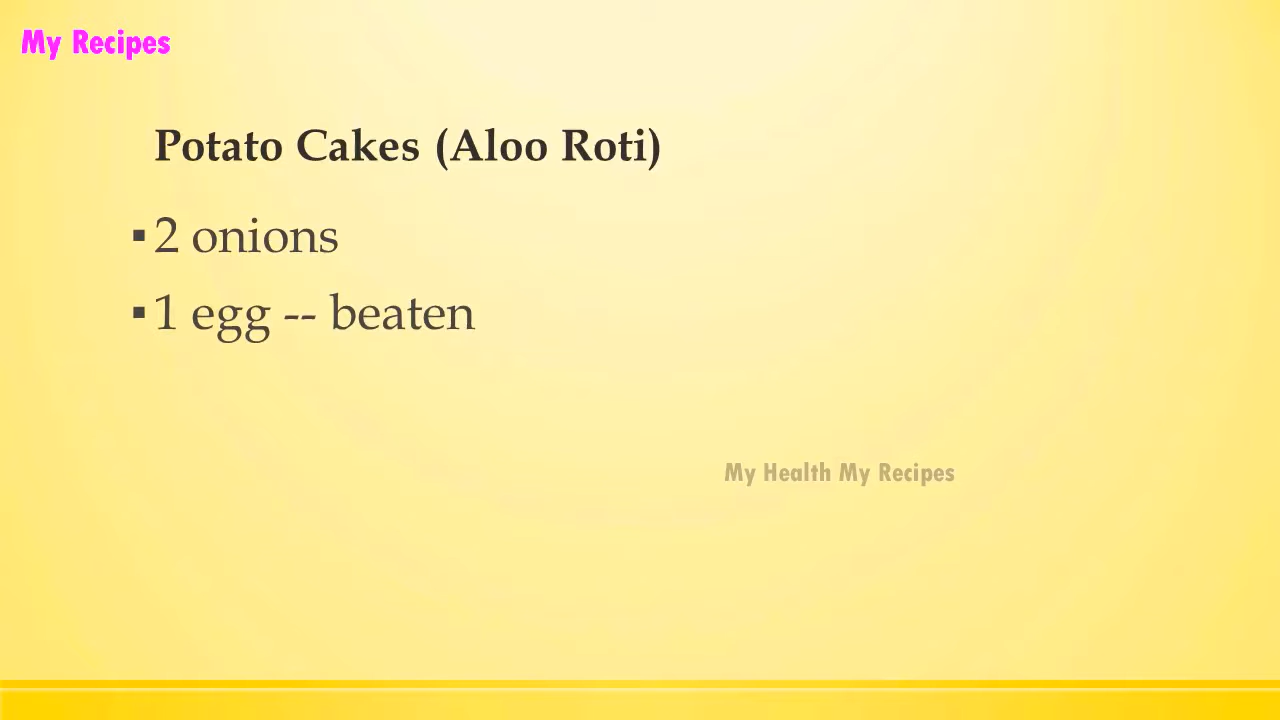 My Recipes
Potato Cakes (Aloo Roti)
▪2 onions
▪1 egg -- beaten
My Health My Recipes